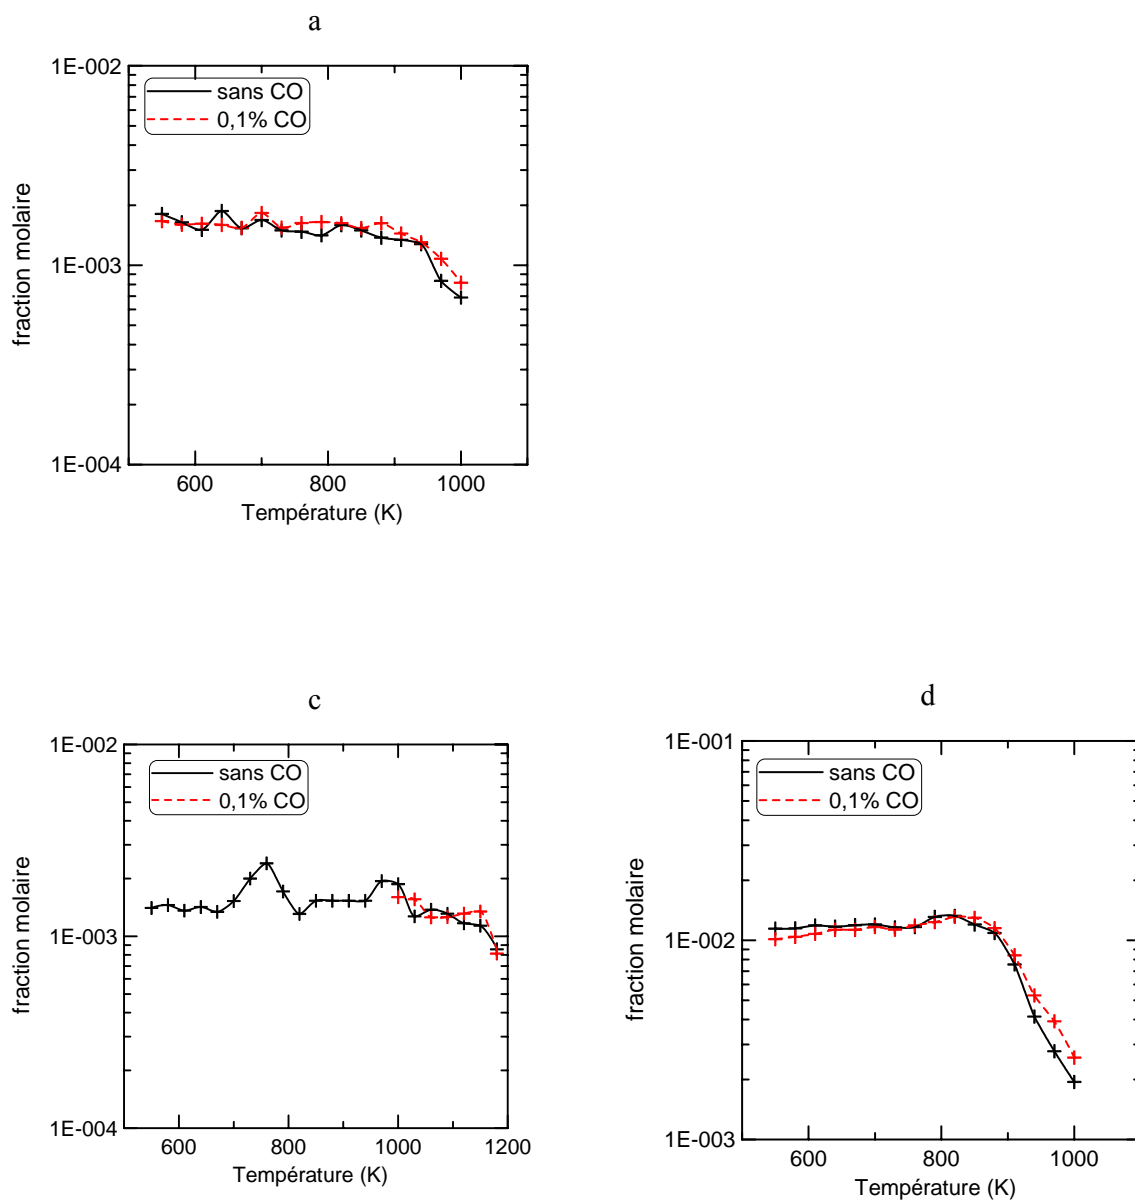 a
1E-002
sans CO
0,1% CO
fraction molaire
1E-003
1E-004
600 800 1000
Température (K)
c
1E-002
sans CO
0,1% CO
fraction molaire
1E-003
1E-004
600 800 1000 1200
Température (K)
d
1E-001
sans CO
0,1% CO
fraction molaire
1E-002
1E-003
600 800 1000
Température (K)